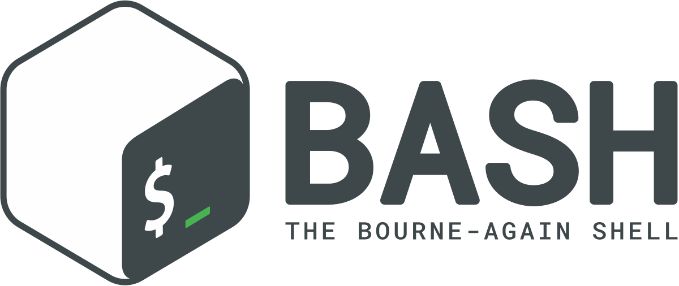 $_
BASH
THE BOURNE-AGAIN SHELL